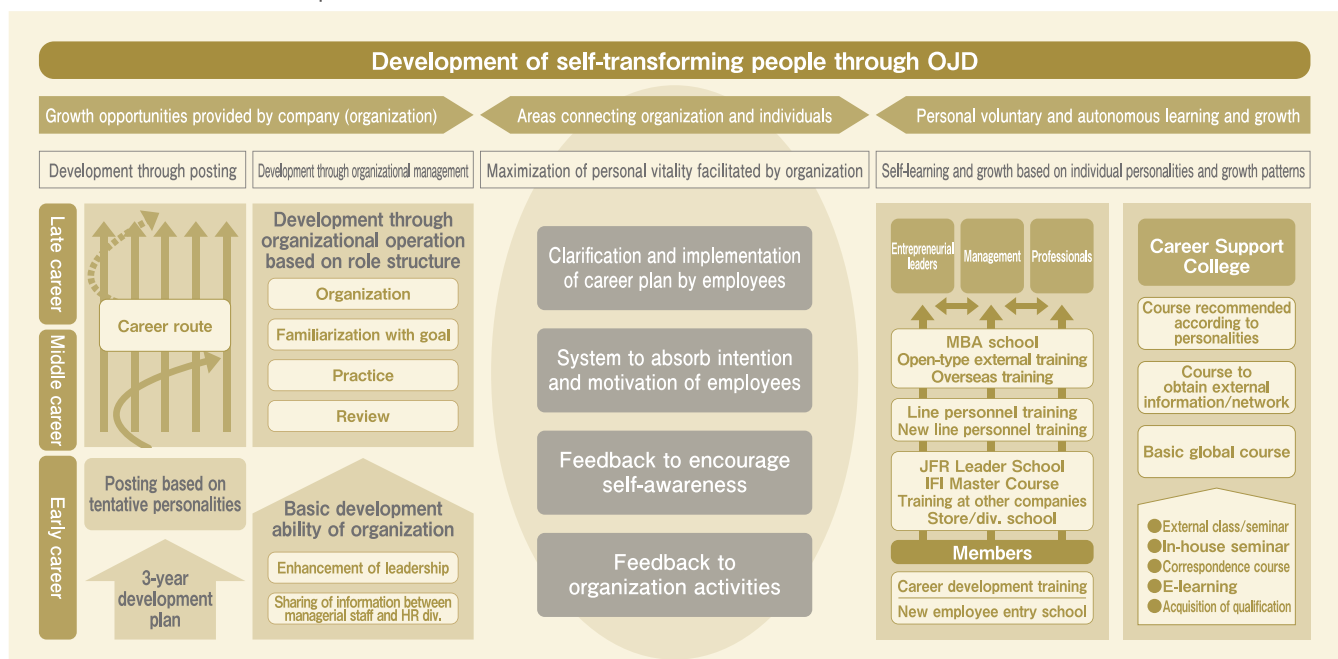 Development of self-transforming people through OJD
Growth opportunities provided by company (organization)
Areas connecting organization and individuals
Personal voluntary and autonomous learning and growth
Development through posting
Development through organizational management
Maximization of personal vitality facilitated by organization
Self-learning and growth based on individual personalities and growth patterns
Late career
Middle career
Early career
Career route
Posting based on
tentative personalities
3-year
development
plan
Development through
organizational operation
based on role structure
Organization
Familiarization with goal
Practice
Review
Basic development
ability of organization
Enhancement of leadership
Sharing of information between
managerial staff and HR div.
Clarification and implementation
of career plan by employees
System to absorb intention
and motivation of employees
Feedback to encourage
self-awareness
Feedback to
organization activities
Entrepreneurial
leaders
Management
Professionals
MBA school
Open-type external training
Overseas training
Line personnel training
New line personnel training
JFR Leader School
IFI Master Course
Training at other companies
Store/div. school
Members
Career development training
New employee entry school
Career Support
College
Course recommended
according to
personalities
Course to
obtain external
information/network
Basic global course
●External class/seminar
●In-house seminar
●Correspondence course
●E-learning
●Acquisition of qualification